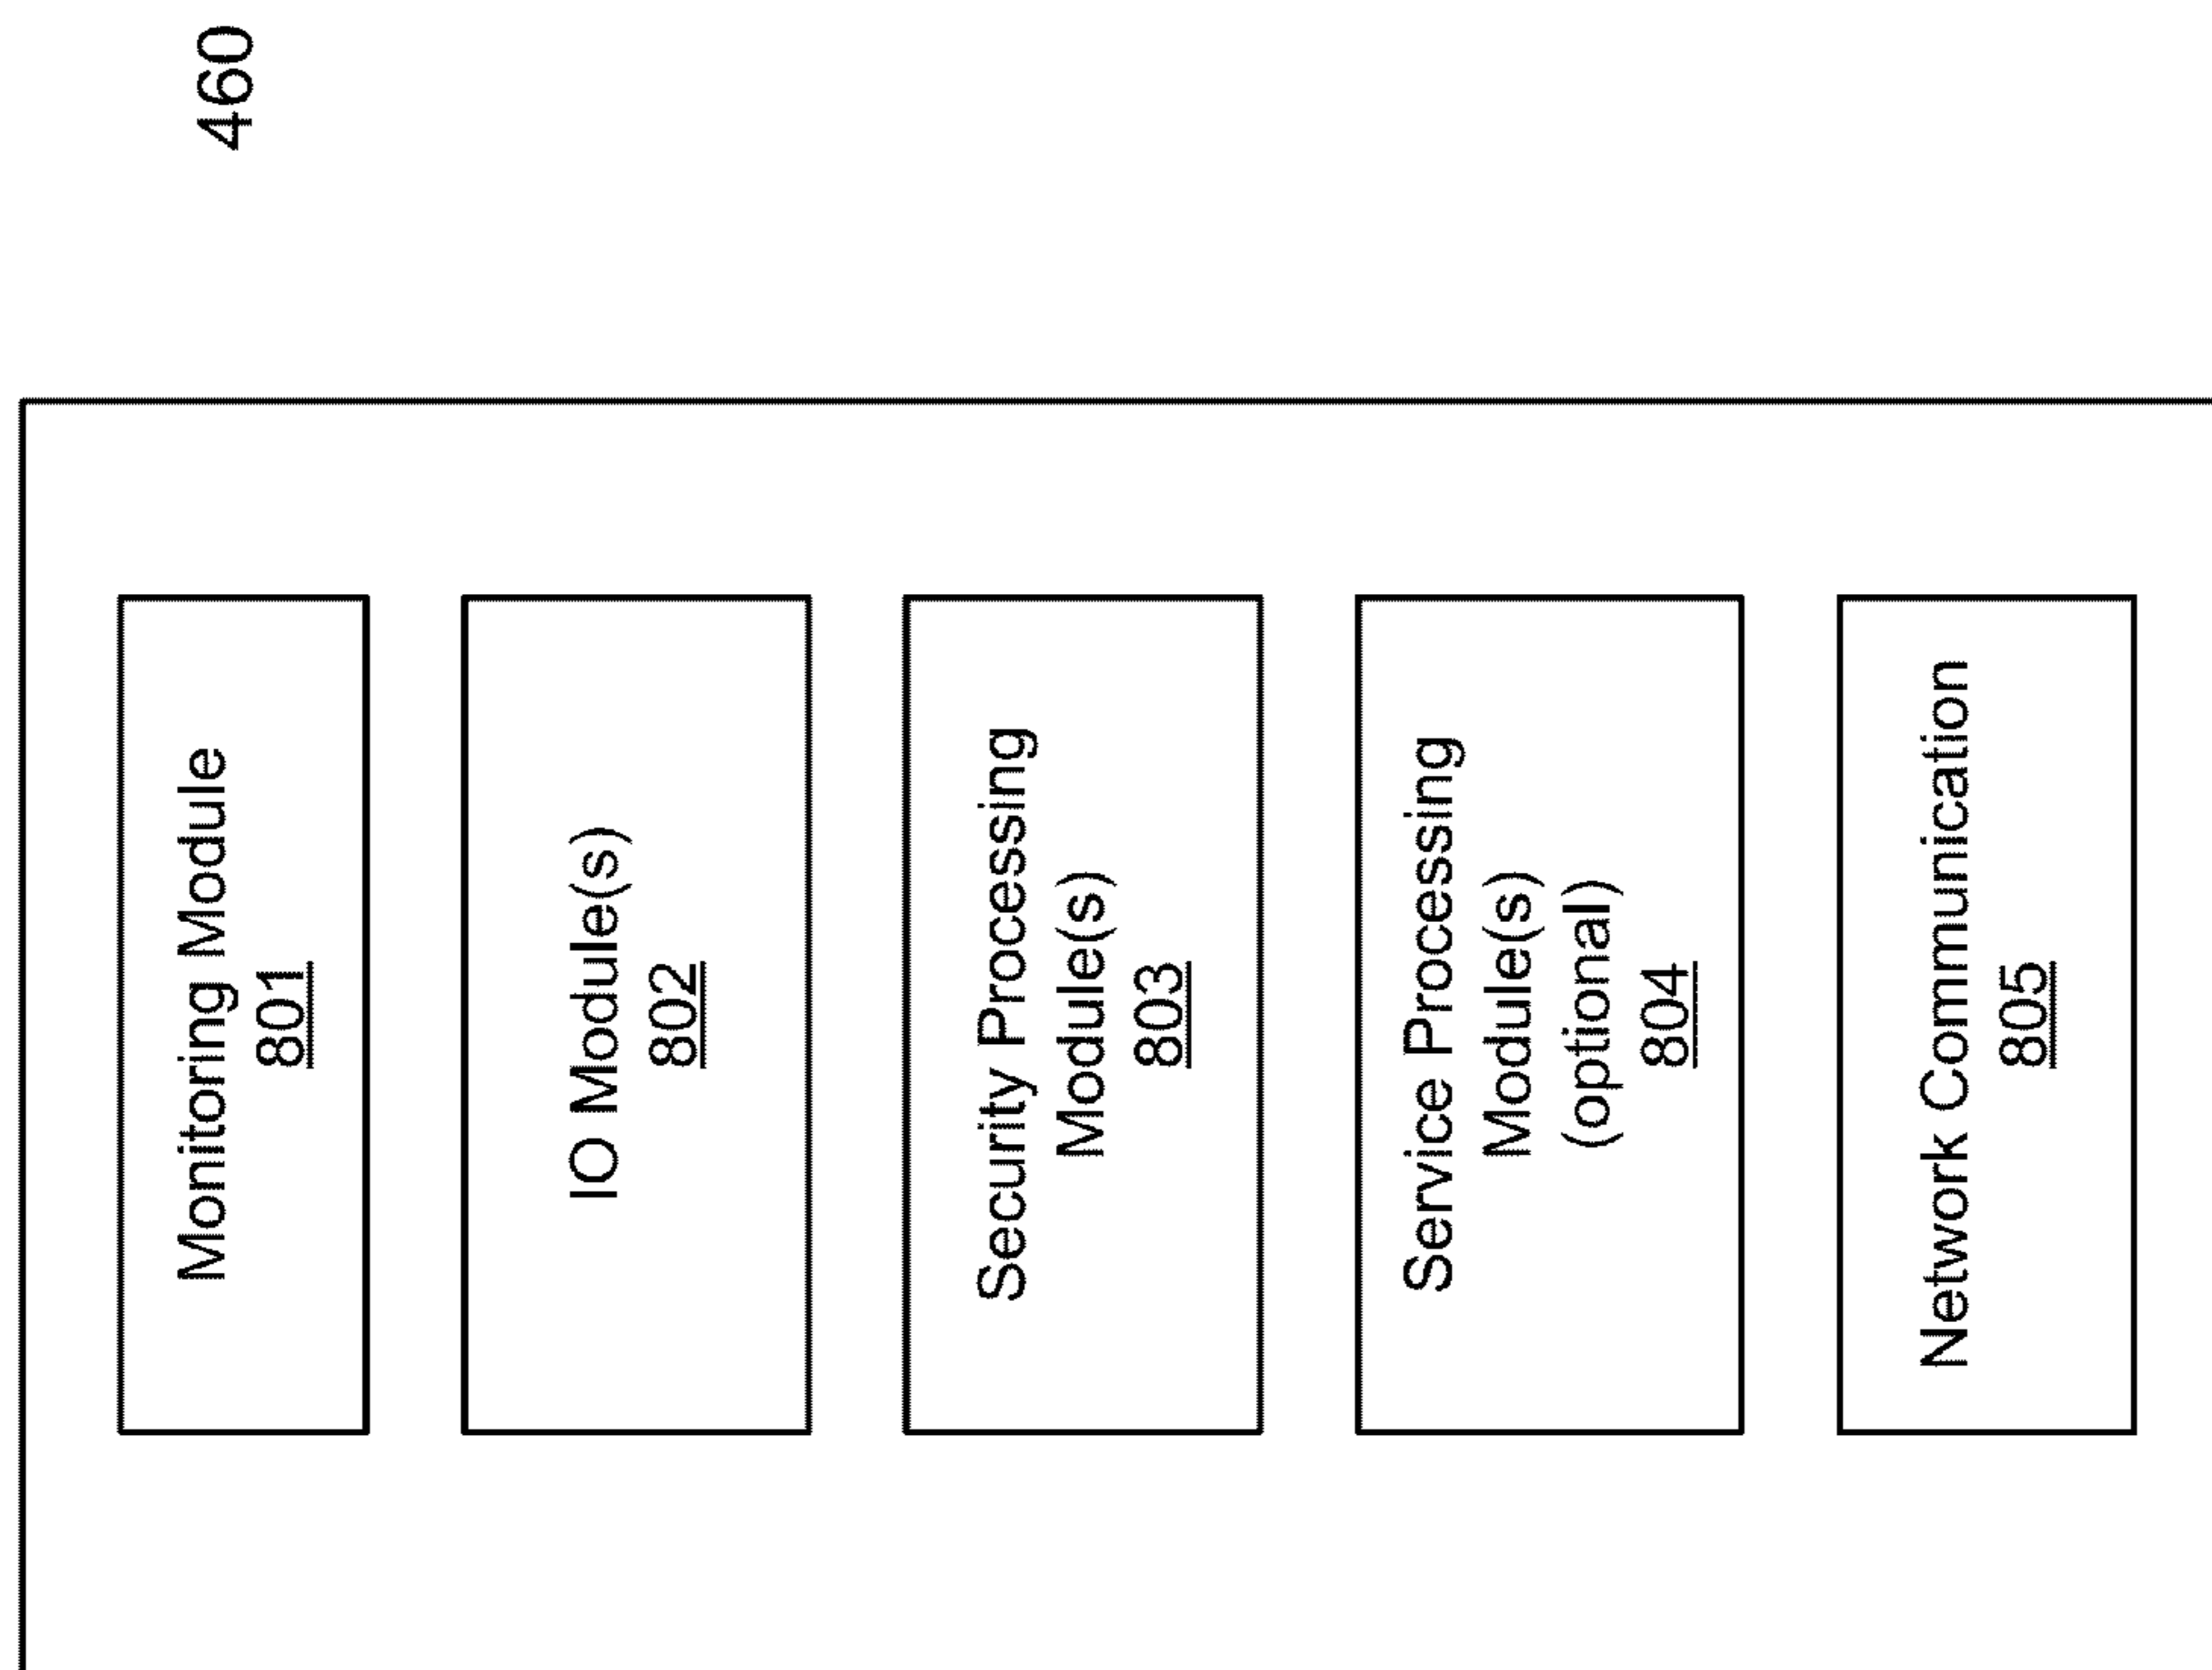 460
Monitoring Module
801
IO Module(s)
802
Security Processing
Module(s)
803
Service Processing
Module(s)
(optional)
804
Network Communication
805